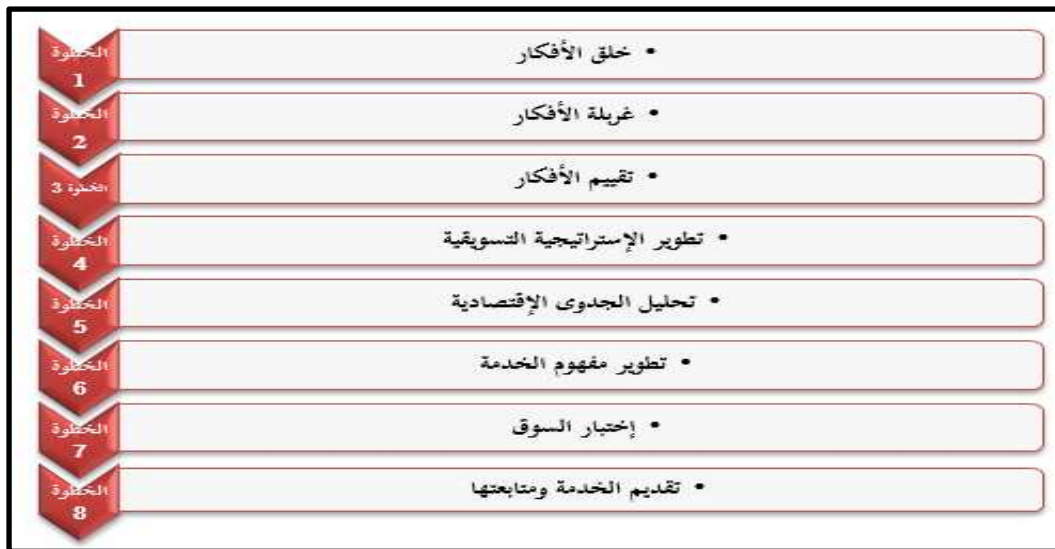 الخطوة
1
• خلق الأفكار
الخطوة
2
• غربلة الأفكار
الخطوة 3
• تقييم الأفكار
الخطوة
4
• تطوير الإستراتيجية التسويقية
الخطوة
5
• تحليل الجدوى الإقتصادية
الخطوة
6
• تطوير مفهوم الخدمة
الخطوة
7
• إختبار السوق
الخطوة
8
• تقديم الخدمة ومتابعتها